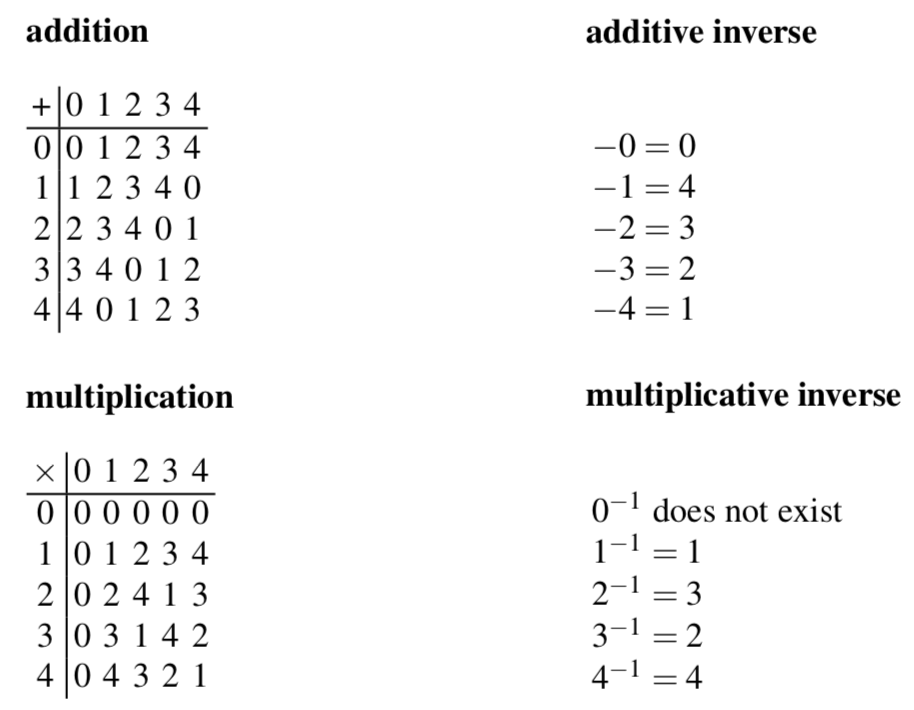 addition
+ 0 1 2 3 4
0 0 1 2 3 4
1 1 2 3 4 0
2 2 3 4 0 1
3 3 4 0 1 2
4 4 0 1 2 3
additive inverse
−0 = 0
−1 = 4
−2 = 3
−3 = 2
−4 = 1
multiplication
× 0 1 2 3 4
0 0 0 0 0 0
1 0 1 2 3 4
2 0 2 4 1 3
3 0 3 1 4 2
4 0 4 3 2 1
multiplicative inverse
0⁻¹ does not exist
1⁻¹ = 1
2⁻¹ = 3
3⁻¹ = 2
4⁻¹ = 4